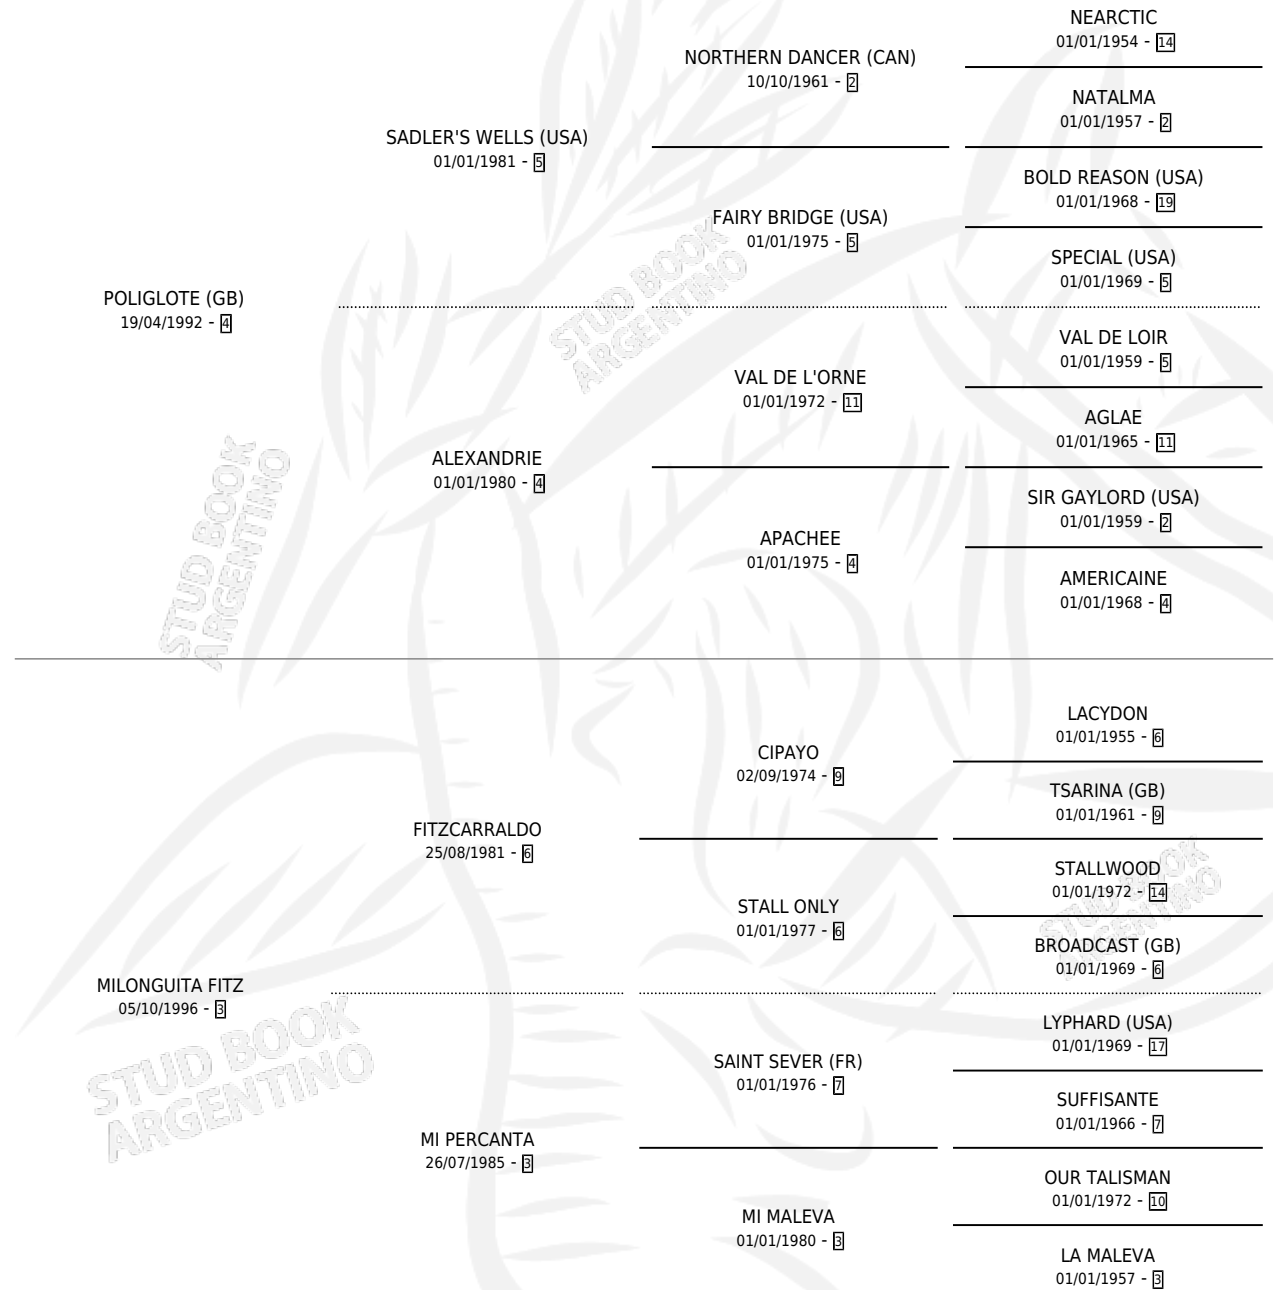 NEARCTIC
01/01/1954 - 14
NORTHERN DANCER (CAN)
10/10/1961 - 2
NATALMA
01/01/1957 - 2
SADLER'S WELLS (USA)
01/01/1981 - 5
BOLD REASON (USA)
01/01/1968 - 19
FAIRY BRIDGE (USA)
01/01/1975 - 5
SPECIAL (USA)
01/01/1969 - 5
STUD BOOK
ARGENTINO
POLIGLOTE (GB)
19/04/1992 - 4
VAL DE LOIR
01/01/1959 - 5
VAL DE L'ORNE
01/01/1972 - 11
AGLAE
01/01/1965 - 11
ALEXANDRIE
01/01/1980 - 4
SIR GAYLORD (USA)
01/01/1959 - 2
APACHEE
01/01/1975 - 4
AMERICAINE
01/01/1968 - 4
STUD BOOK
ARGENTINO
LACYDON
01/01/1955 - 6
CIPAYO
02/09/1974 - 9
TSARINA (GB)
01/01/1961 - 9
FITZCARRALDO
25/08/1981 - 6
STALLWOOD
01/01/1972 - 14
STALL ONLY
01/01/1977 - 6
BROADCAST (GB)
01/01/1969 - 6
STUD BOOK
ARGENTINO
MILONGUITA FITZ
05/10/1996 - 3
LYPHARD (USA)
01/01/1969 - 17
SAINT SEVER (FR)
01/01/1976 - 7
SUFFISANTE
01/01/1966 - 7
STUD BOOK
ARGENTINO
MI PERCANTA
26/07/1985 - 3
OUR TALISMAN
01/01/1972 - 10
MI MALEVA
01/01/1980 - 3
LA MALEVA
01/01/1957 - 3